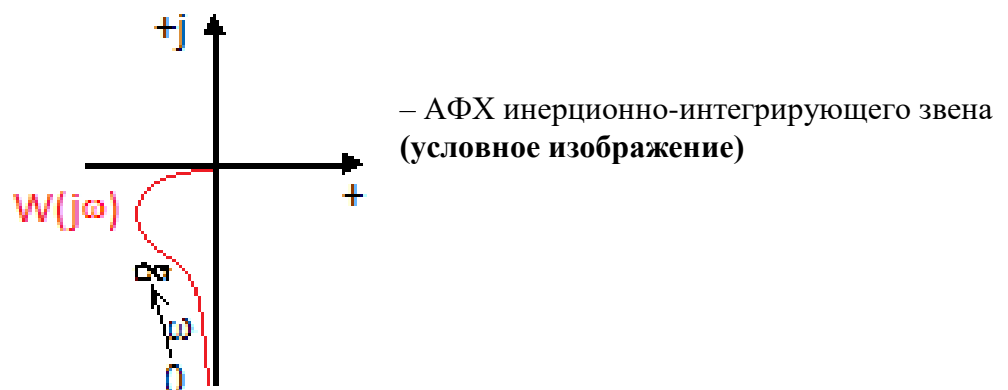 +j
– АФХ инерционно-интегрирующего звена
(условное изображение)
+
W(jω)
ω
0